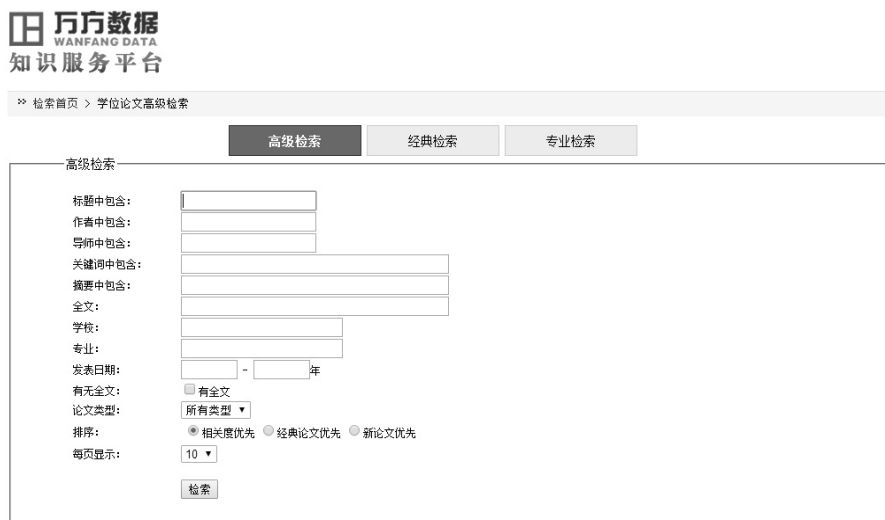 万方数据
WANFANG DATA
知识服务平台
» 检索首页 > 学位论文高级检索
高级检索 经典检索 专业检索
高级检索
标题中包含:
作者中包含:
导师中包含:
关键词中包含:
摘要中包含:
全文:
学校:
专业:
发表日期: - 年
有无全文: 有全文
论文类型: 所有类型 ▼
排序: 相关度优先 经典论文优先 新论文优先
每页显示: 10 ▼
检索